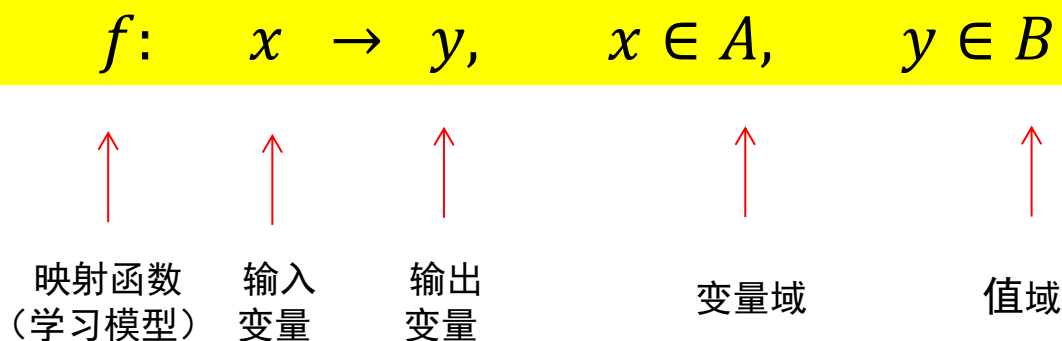 f: x → y, x ∈ A, y ∈ B
映射函数 输入 输出 变量域 值域
（学习模型） 变量 变量